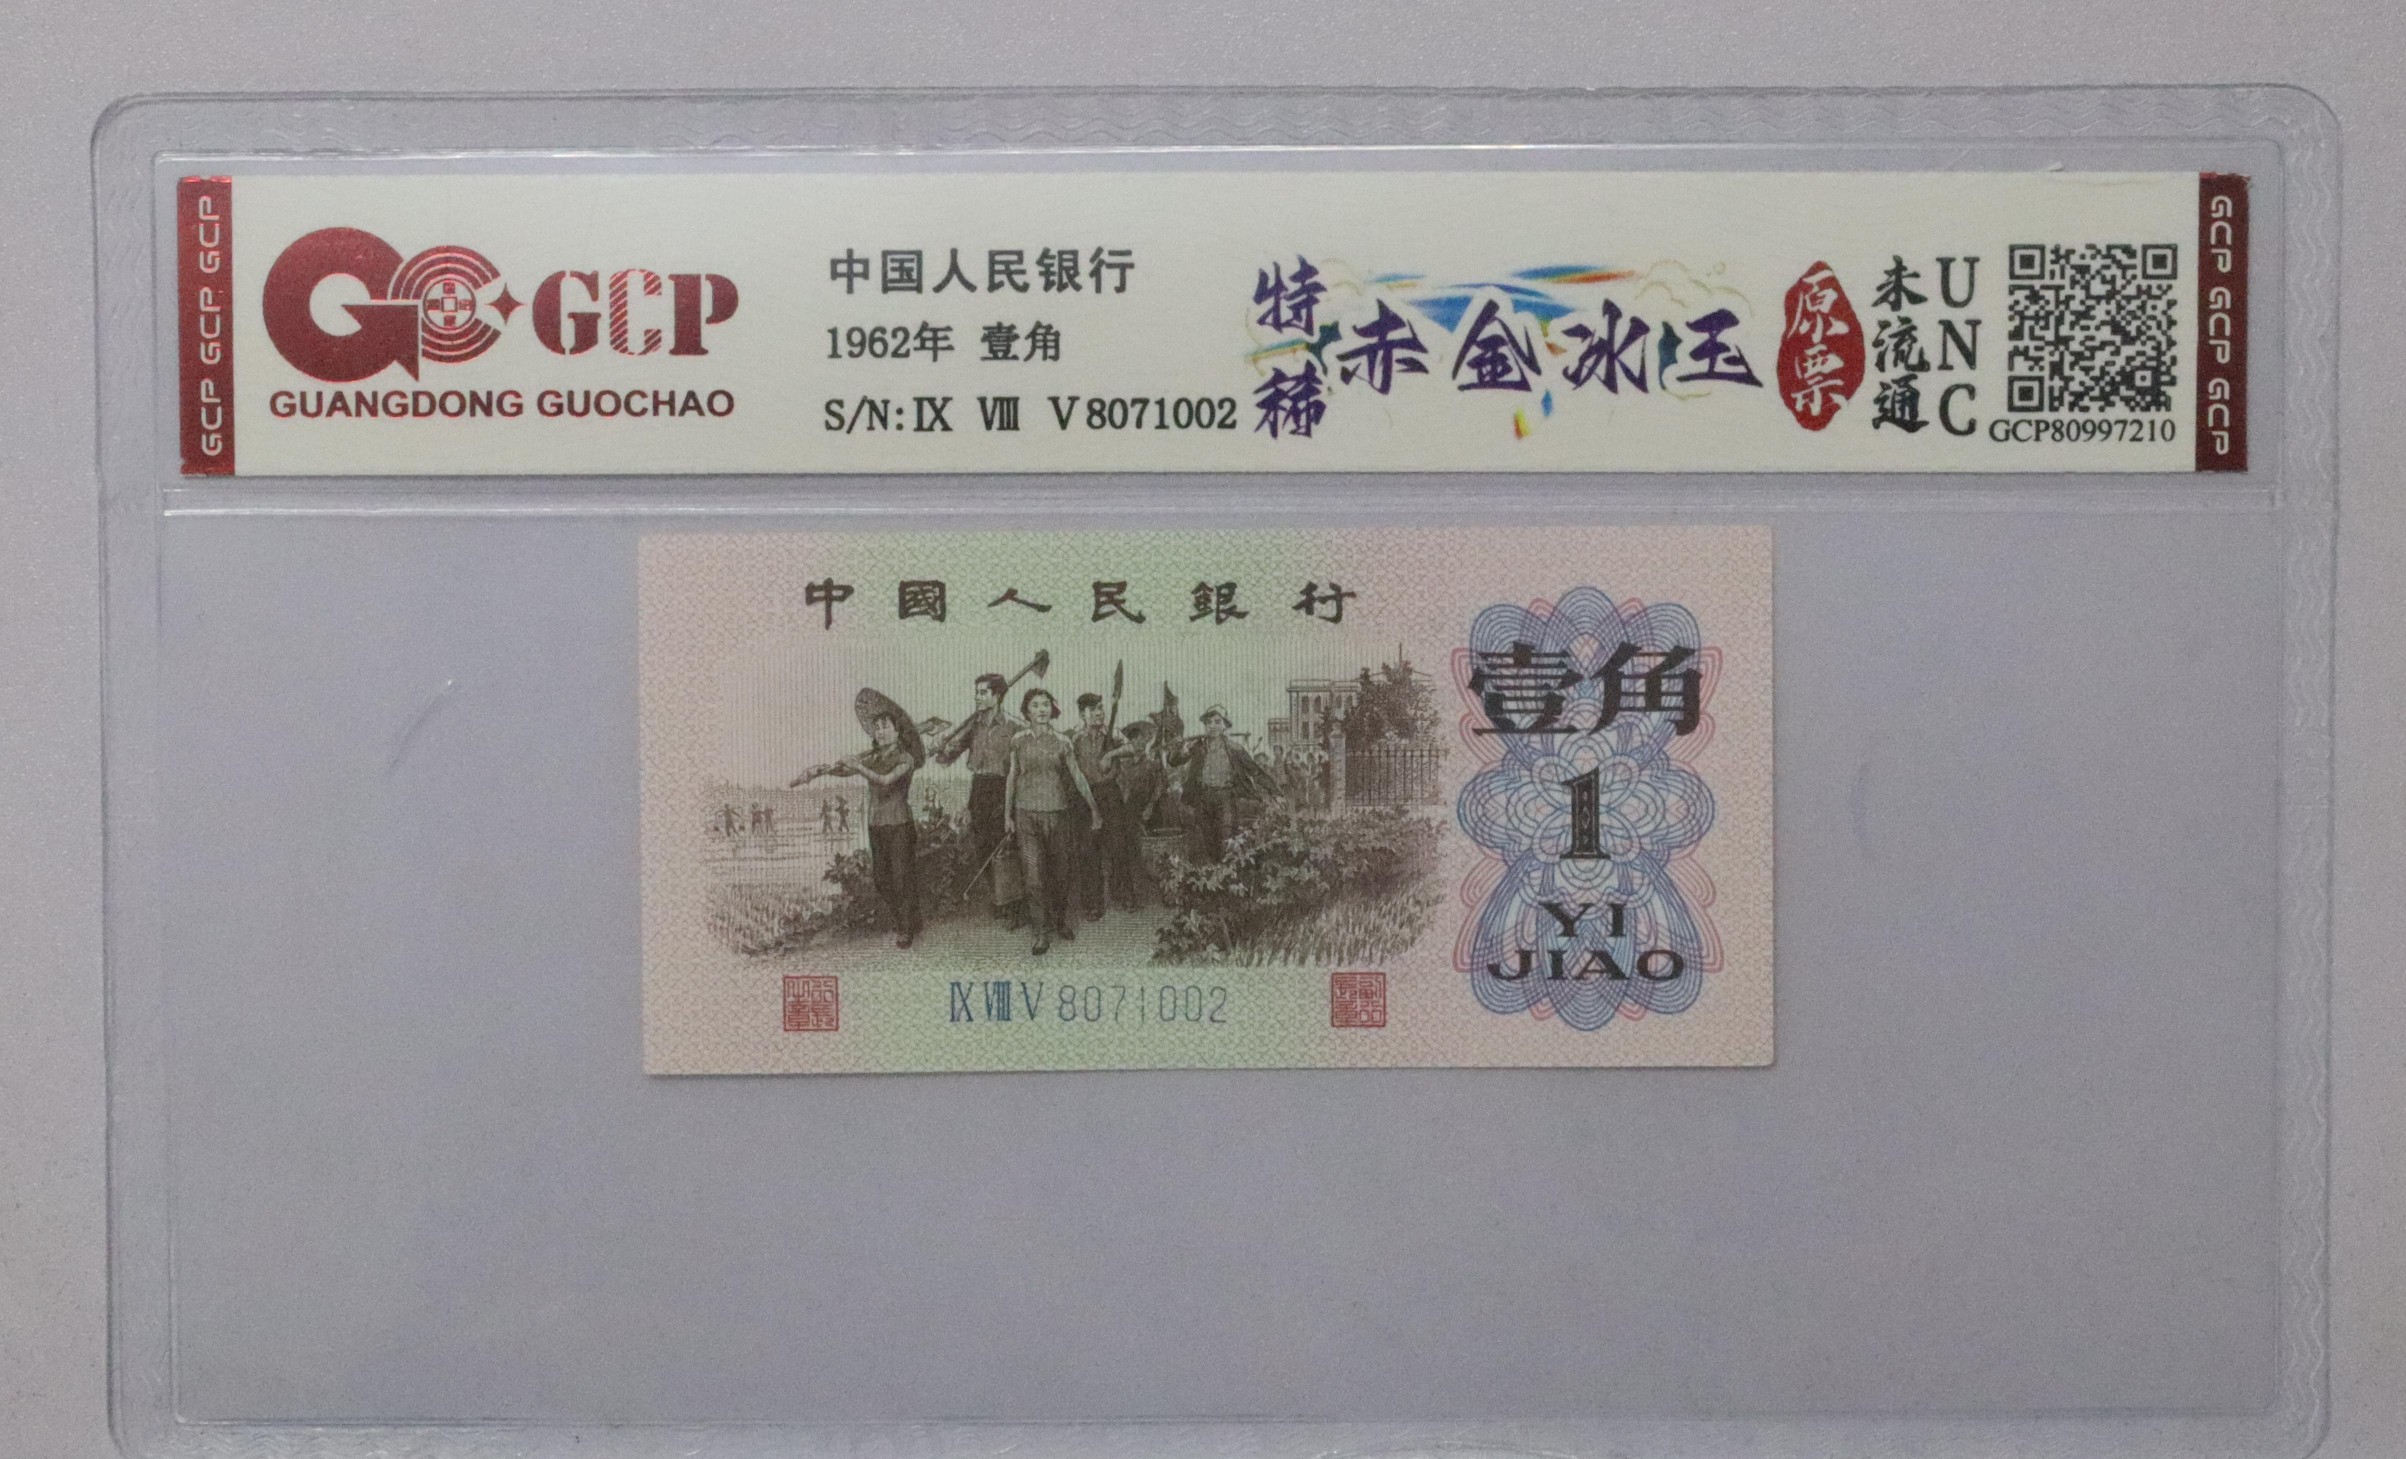 GCP GCP GCP
GCP
GUANGDONG GUOCHAO
中国人民银行
1962年 壹角
S/N: Ⅸ Ⅷ Ⅴ 8071002
特稀
赤金冰玉
原票
未流通
UNC
GCP80997210
GCP GCP GCP
中國人民銀行
壹角
1
YI
JIAO
Ⅸ Ⅷ Ⅴ 8071002